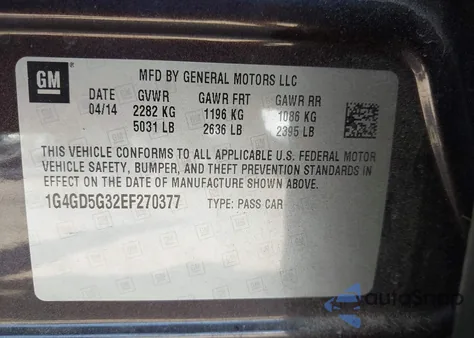 GM
MFD BY GENERAL MOTORS LLC
DATE GVWR GAWR FRT GAWR RR
04/14 2282 KG 1196 KG 1086 KG
5031 LB 2636 LB 2395 LB
THIS VEHICLE CONFORMS TO ALL APPLICABLE U.S. FEDERAL MOTOR
VEHICLE SAFETY, BUMPER, AND THEFT PREVENTION STANDARDS IN
EFFECT ON THE DATE OF MANUFACTURE SHOWN ABOVE.
1G4GD5G32EF270377 TYPE: PASS CAR
autoSnap